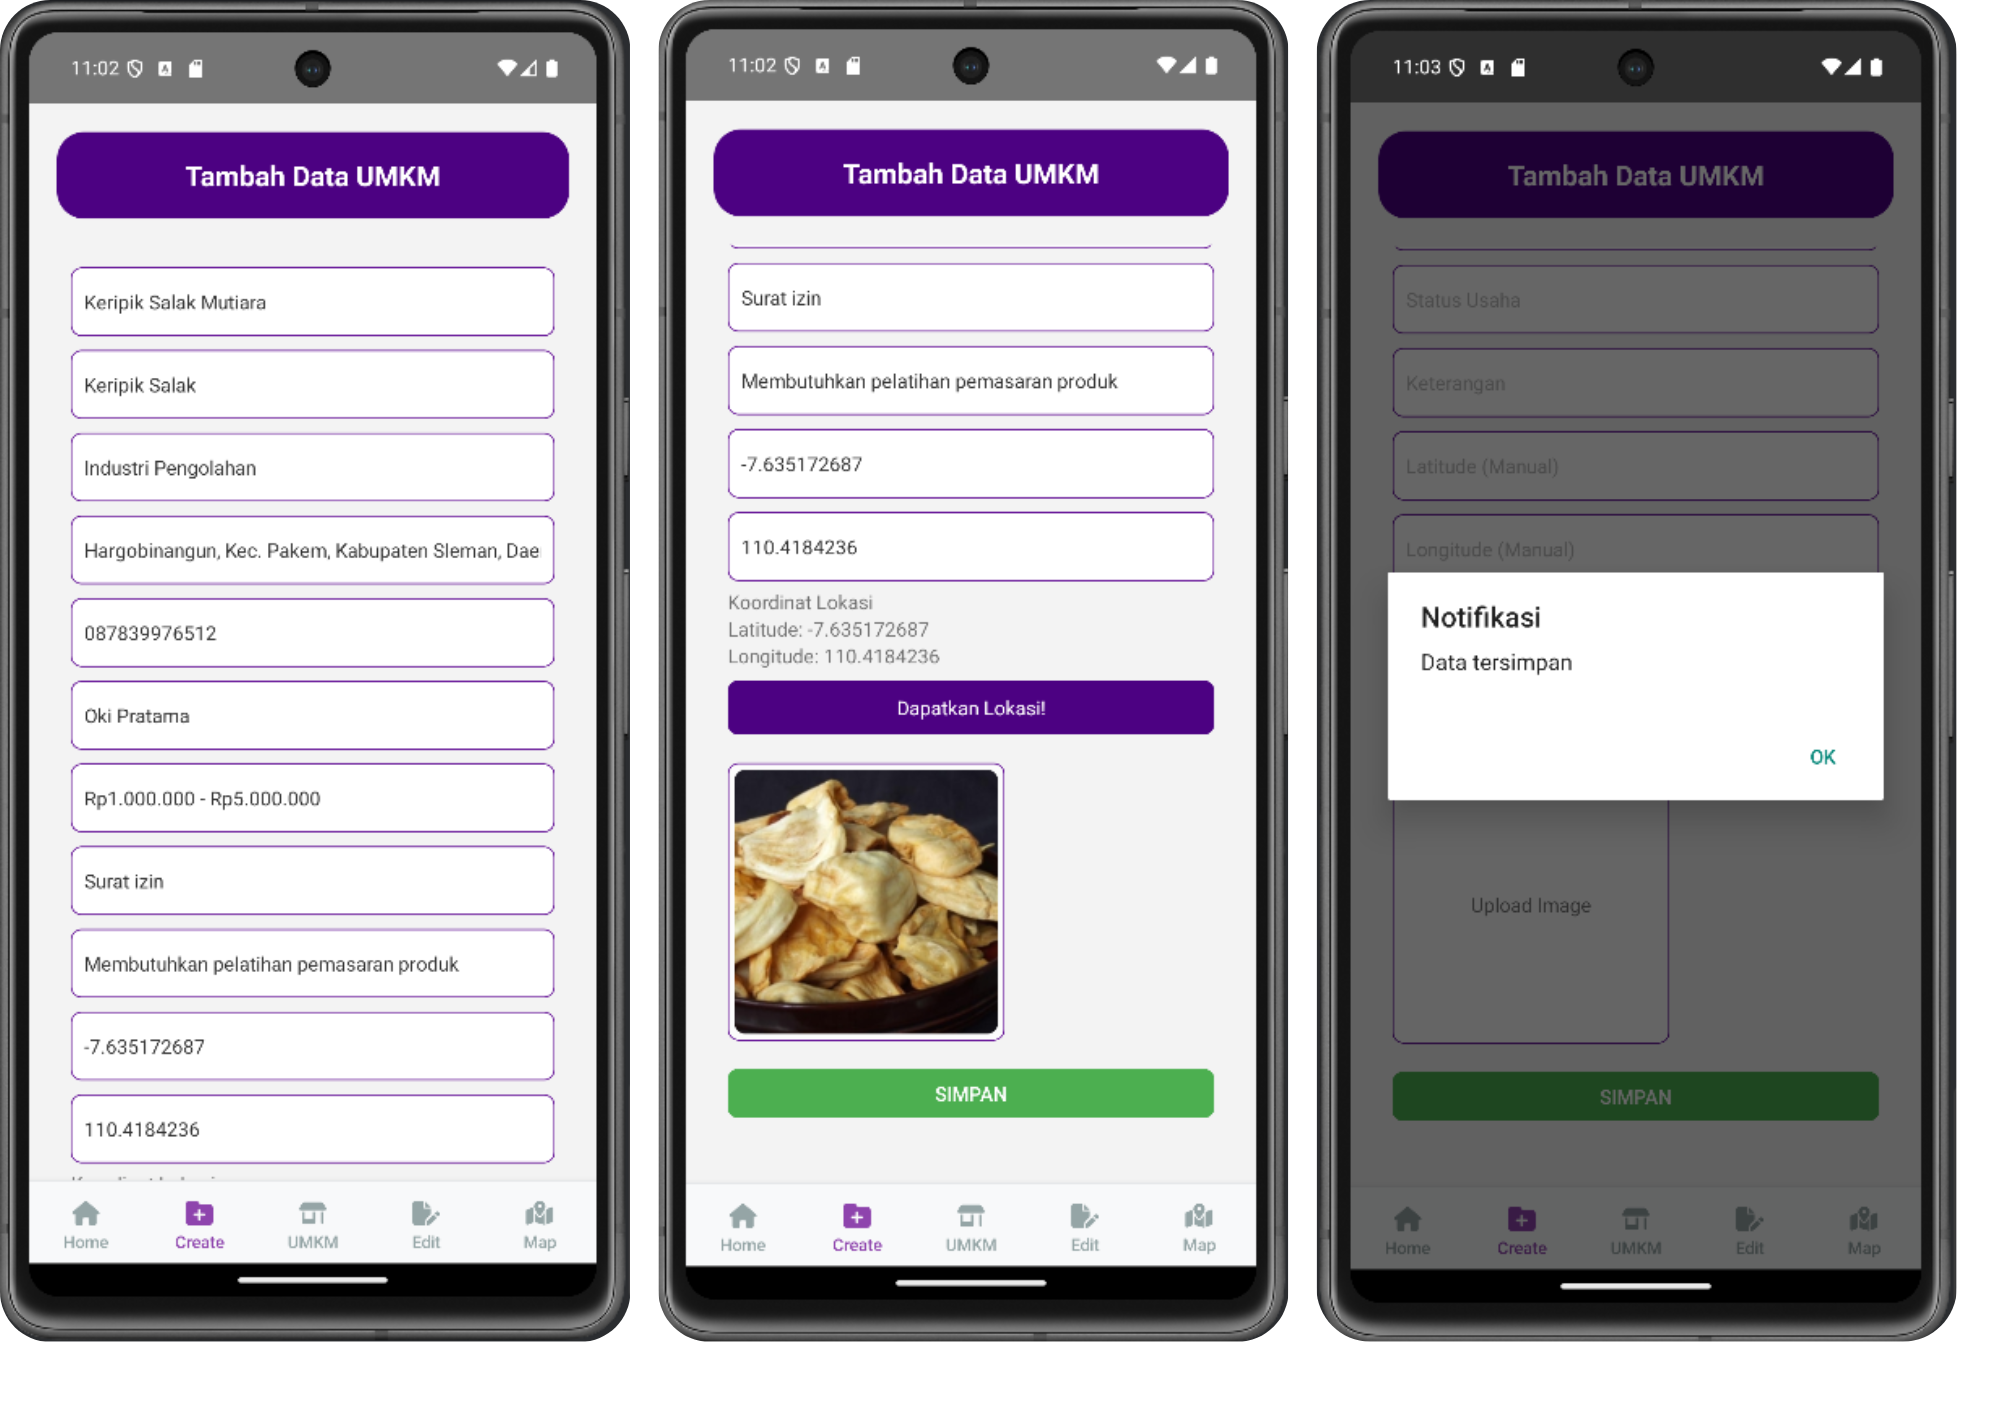 11:02
Tambah Data UMKM
Keripik Salak Mutiara
Keripik Salak
Industri Pengolahan
Hargobinangun, Kec. Pakem, Kabupaten Sleman, Dae
087839976512
Oki Pratama
Rp1.000.000 - Rp5.000.000
Surat izin
Membutuhkan pelatihan pemasaran produk
-7.635172687
110.4184236
Home
Create
UMKM
Edit
Map
11:02
Tambah Data UMKM
Surat izin
Membutuhkan pelatihan pemasaran produk
-7.635172687
110.4184236
Koordinat Lokasi
Latitude: -7.635172687
Longitude: 110.4184236
Dapatkan Lokasi!
SIMPAN
Home
Create
UMKM
Edit
Map
11:03
Tambah Data UMKM
Status Usaha
Keterangan
Latitude (Manual)
Longitude (Manual)
Notifikasi
Data tersimpan
OK
Upload Image
SIMPAN
Home
Create
UMKM
Edit
Map